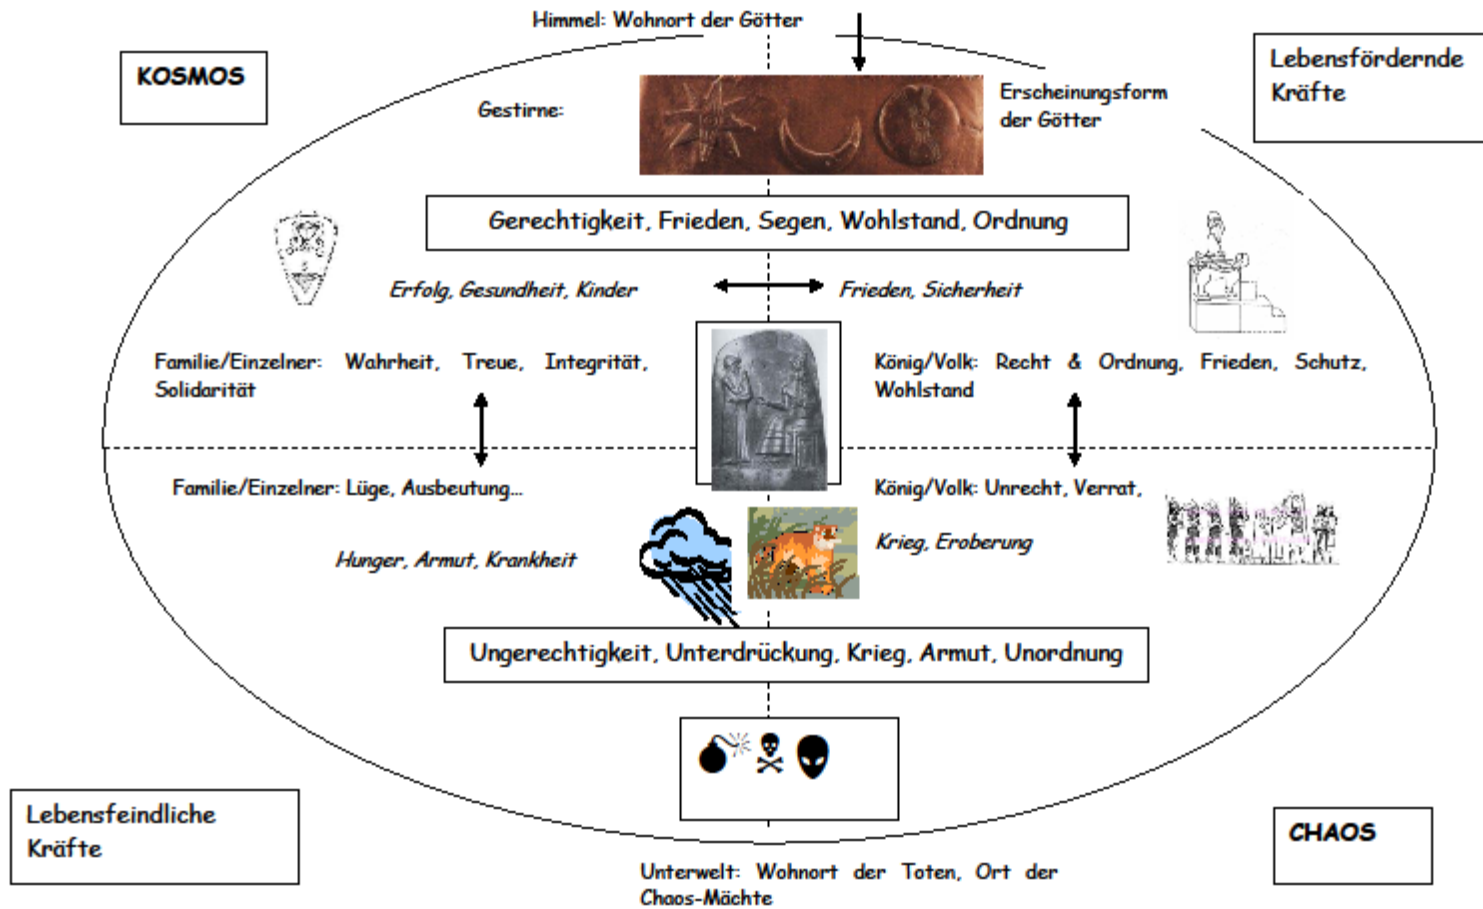 Himmel: Wohnort der Götter
KOSMOS
Lebensfördernde
Kräfte
Gestirne:
Erscheinungsform
der Götter
Gerechtigkeit, Frieden, Segen, Wohlstand, Ordnung
Erfolg, Gesundheit, Kinder
Frieden, Sicherheit
Familie/Einzelner: Wahrheit, Treue, Integrität,
Solidarität
König/Volk: Recht & Ordnung, Frieden, Schutz,
Wohlstand
Familie/Einzelner: Lüge, Ausbeutung...
König/Volk: Unrecht, Verrat,
Hunger, Armut, Krankheit
Krieg, Eroberung
Ungerechtigkeit, Unterdrückung, Krieg, Armut, Unordnung
Lebensfeindliche
Kräfte
CHAOS
Unterwelt: Wohnort der Toten, Ort der
Chaos-Mächte